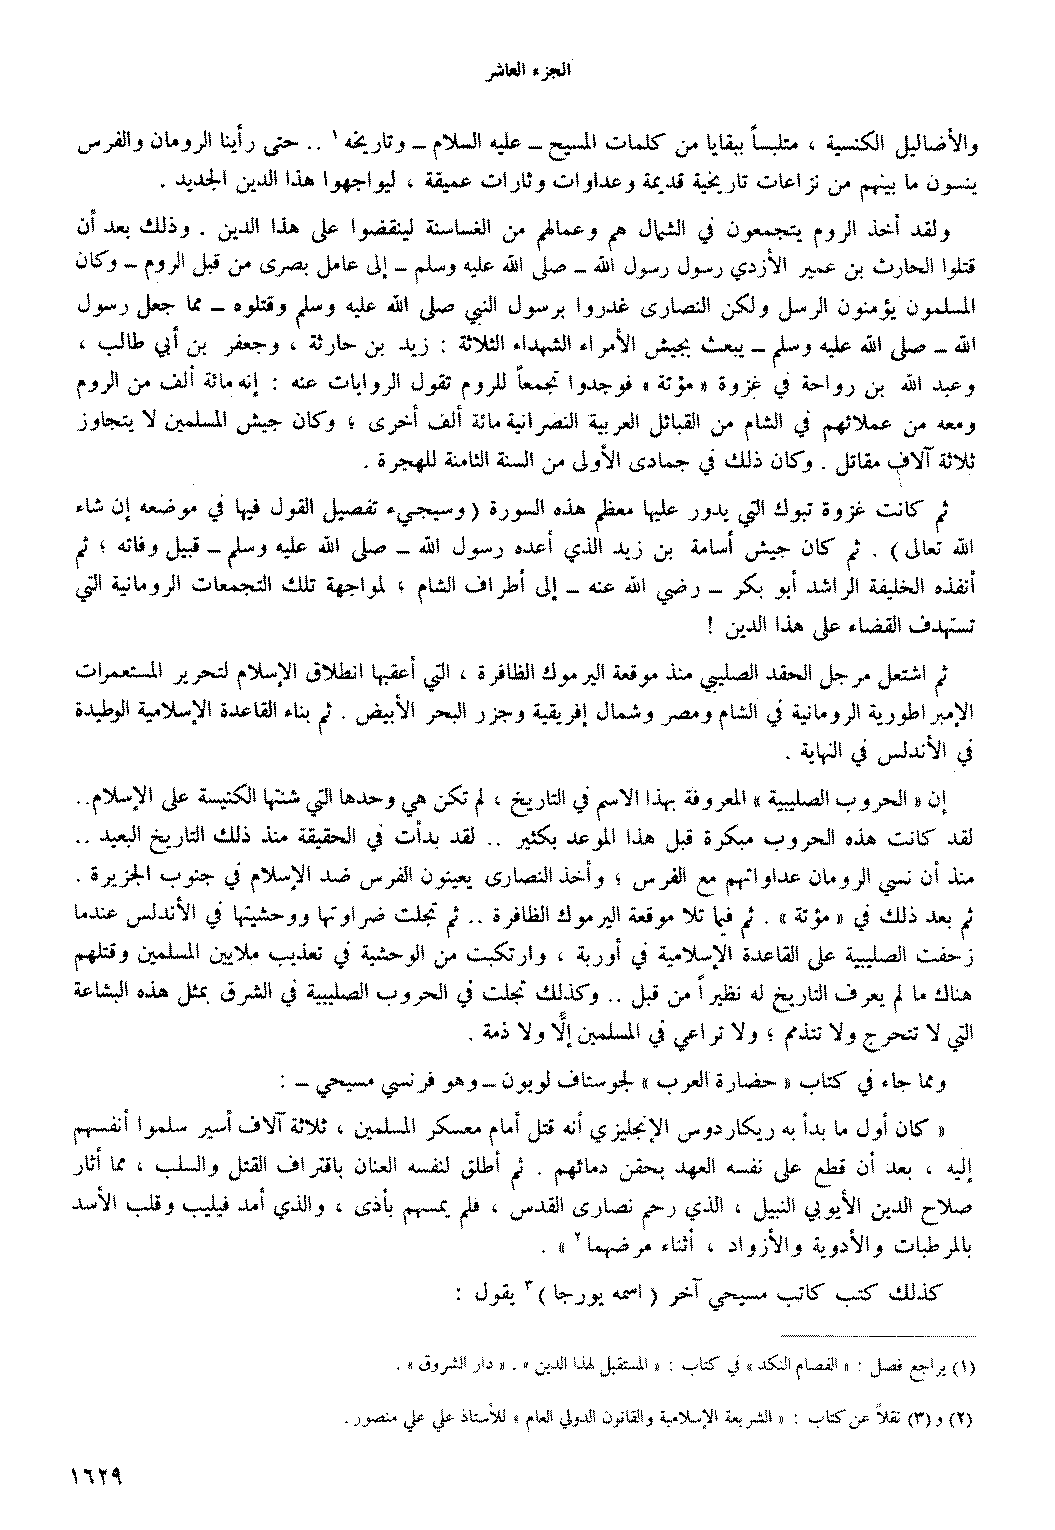 الجزء العاشر
والأضاليل الكنسية ، متلبساً ببقايا من كلمات المسيح – عليه السلام – وتاريخه ١ .. حتى رأينا الرومان والفرس
ينسون ما بينهم من نزاعات تاريخية قديمة وعداوات وثارات عميقة ، ليواجهوا هذا الدين الجديد .
ولقد أخذ الروم يتجمعون في الشمال هم وعمالهم من الغساسنة لينقضوا على هذا الدين . وذلك بعد أن
قتلوا الحارث بن عمير الأزدي رسول رسول الله – صلى الله عليه وسلم – إلى عامل بصرى من قبل الروم – وكان
المسلمون يؤمنون الرسل ولكن النصارى غدروا برسول النبي صلى الله عليه وسلم وقتلوه – مما جعل رسول
الله – صلى الله عليه وسلم – يبعث بجيش الأمراء الشهداء الثلاثة : زيد بن حارثة ، وجعفر بن أبي طالب ،
وعبد الله بن رواحة في غزوة « مؤتة » فوجدوا تجمعاً للروم تقول الروايات عنه : إنه مائة ألف من الروم
ومعه من عملائهم في الشام من القبائل العربية النصرانية مائة ألف أخرى ؛ وكان جيش المسلمين لا يتجاوز
ثلاثة آلاف مقاتل . وكان ذلك في جمادى الأولى من السنة الثامنة للهجرة .
ثم كانت غزوة تبوك التي يدور عليها معظم هذه السورة ( وسيجيء تفصيل القول فيها في موضعه إن شاء
الله تعالى ) . ثم كان جيش أسامة بن زيد الذي أعده رسول الله – صلى الله عليه وسلم – قبيل وفاته ؛ ثم
أنفذه الخليفة الراشد أبو بكر – رضي الله عنه – إلى أطراف الشام ؛ لمواجهة تلك التجمعات الرومانية التي
تستهدف القضاء على هذا الدين !
ثم اشتعل مرجل الحقد الصليبي منذ موقعة اليرموك الظافرة ، التي أعقبها انطلاق الإسلام لتحرير المستعمرات
الإمبراطورية الرومانية في الشام ومصر وشمال إفريقية وجزر البحر الأبيض . ثم بناء القاعدة الإسلامية الوطيدة
في الأندلس في النهاية .
إن « الحروب الصليبية » المعروفة بهذا الاسم في التاريخ ، لم تكن هي وحدها التي شنتها الكنيسة على الإسلام..
لقد كانت هذه الحروب مبكرة قبل هذا الموعد بكثير .. لقد بدأت في الحقيقة منذ ذلك التاريخ البعيد ..
منذ أن نسي الرومان عداواتهم مع الفرس ؛ وأخذ النصارى يعينون الفرس ضد الإسلام في جنوب الجزيرة .
ثم بعد ذلك في « مؤتة » . ثم فيما تلا موقعة اليرموك الظافرة .. ثم تجلت ضراوتها ووحشيتها في الأندلس عندما
زحفت الصليبية على القاعدة الإسلامية في أوربة ، وارتكبت من الوحشية في تعذيب ملايين المسلمين وقتلهم
هناك ما لم يعرف التاريخ له نظيراً من قبل .. وكذلك تجلت في الحروب الصليبية في الشرق بمثل هذه البشاعة
التي لا تتحرج ولا تتذمم ؛ ولا تراعي في المسلمين إلًّا ولا ذمة .
ومما جاء في كتاب « حضارة العرب » لجوستاف لوبون – وهو فرنسي مسيحي – :
« كان أول ما بدأ به ريكاردوس الإنجليزي أنه قتل أمام معسكر المسلمين ، ثلاثة آلاف أسير سلموا أنفسهم
إليه ، بعد أن قطع على نفسه العهد بحقن دمائهم . ثم أطلق لنفسه العنان باقتراف القتل والسلب ، مما أثار
صلاح الدين الأيوبي النبيل ، الذي رحم نصارى القدس ، فلم يمسهم بأذى ، والذي أمد فيليب وقلب الأسد
بالمرطبات والأدوية والأزواد ، أثناء مرضهما ٢ » .
كذلك كتب كاتب مسيحي آخر ( اسمه يورجا ) ٣ يقول :
(١) يراجع فصل : « الفصام النكد » في كتاب : « المستقبل لهذا الدين » . « دار الشروق » .
(٢) و(٣) نقلاً عن كتاب : « الشريعة الإسلامية والقانون الدولي العام » للأستاذ علي علي منصور .
١٦٢٩